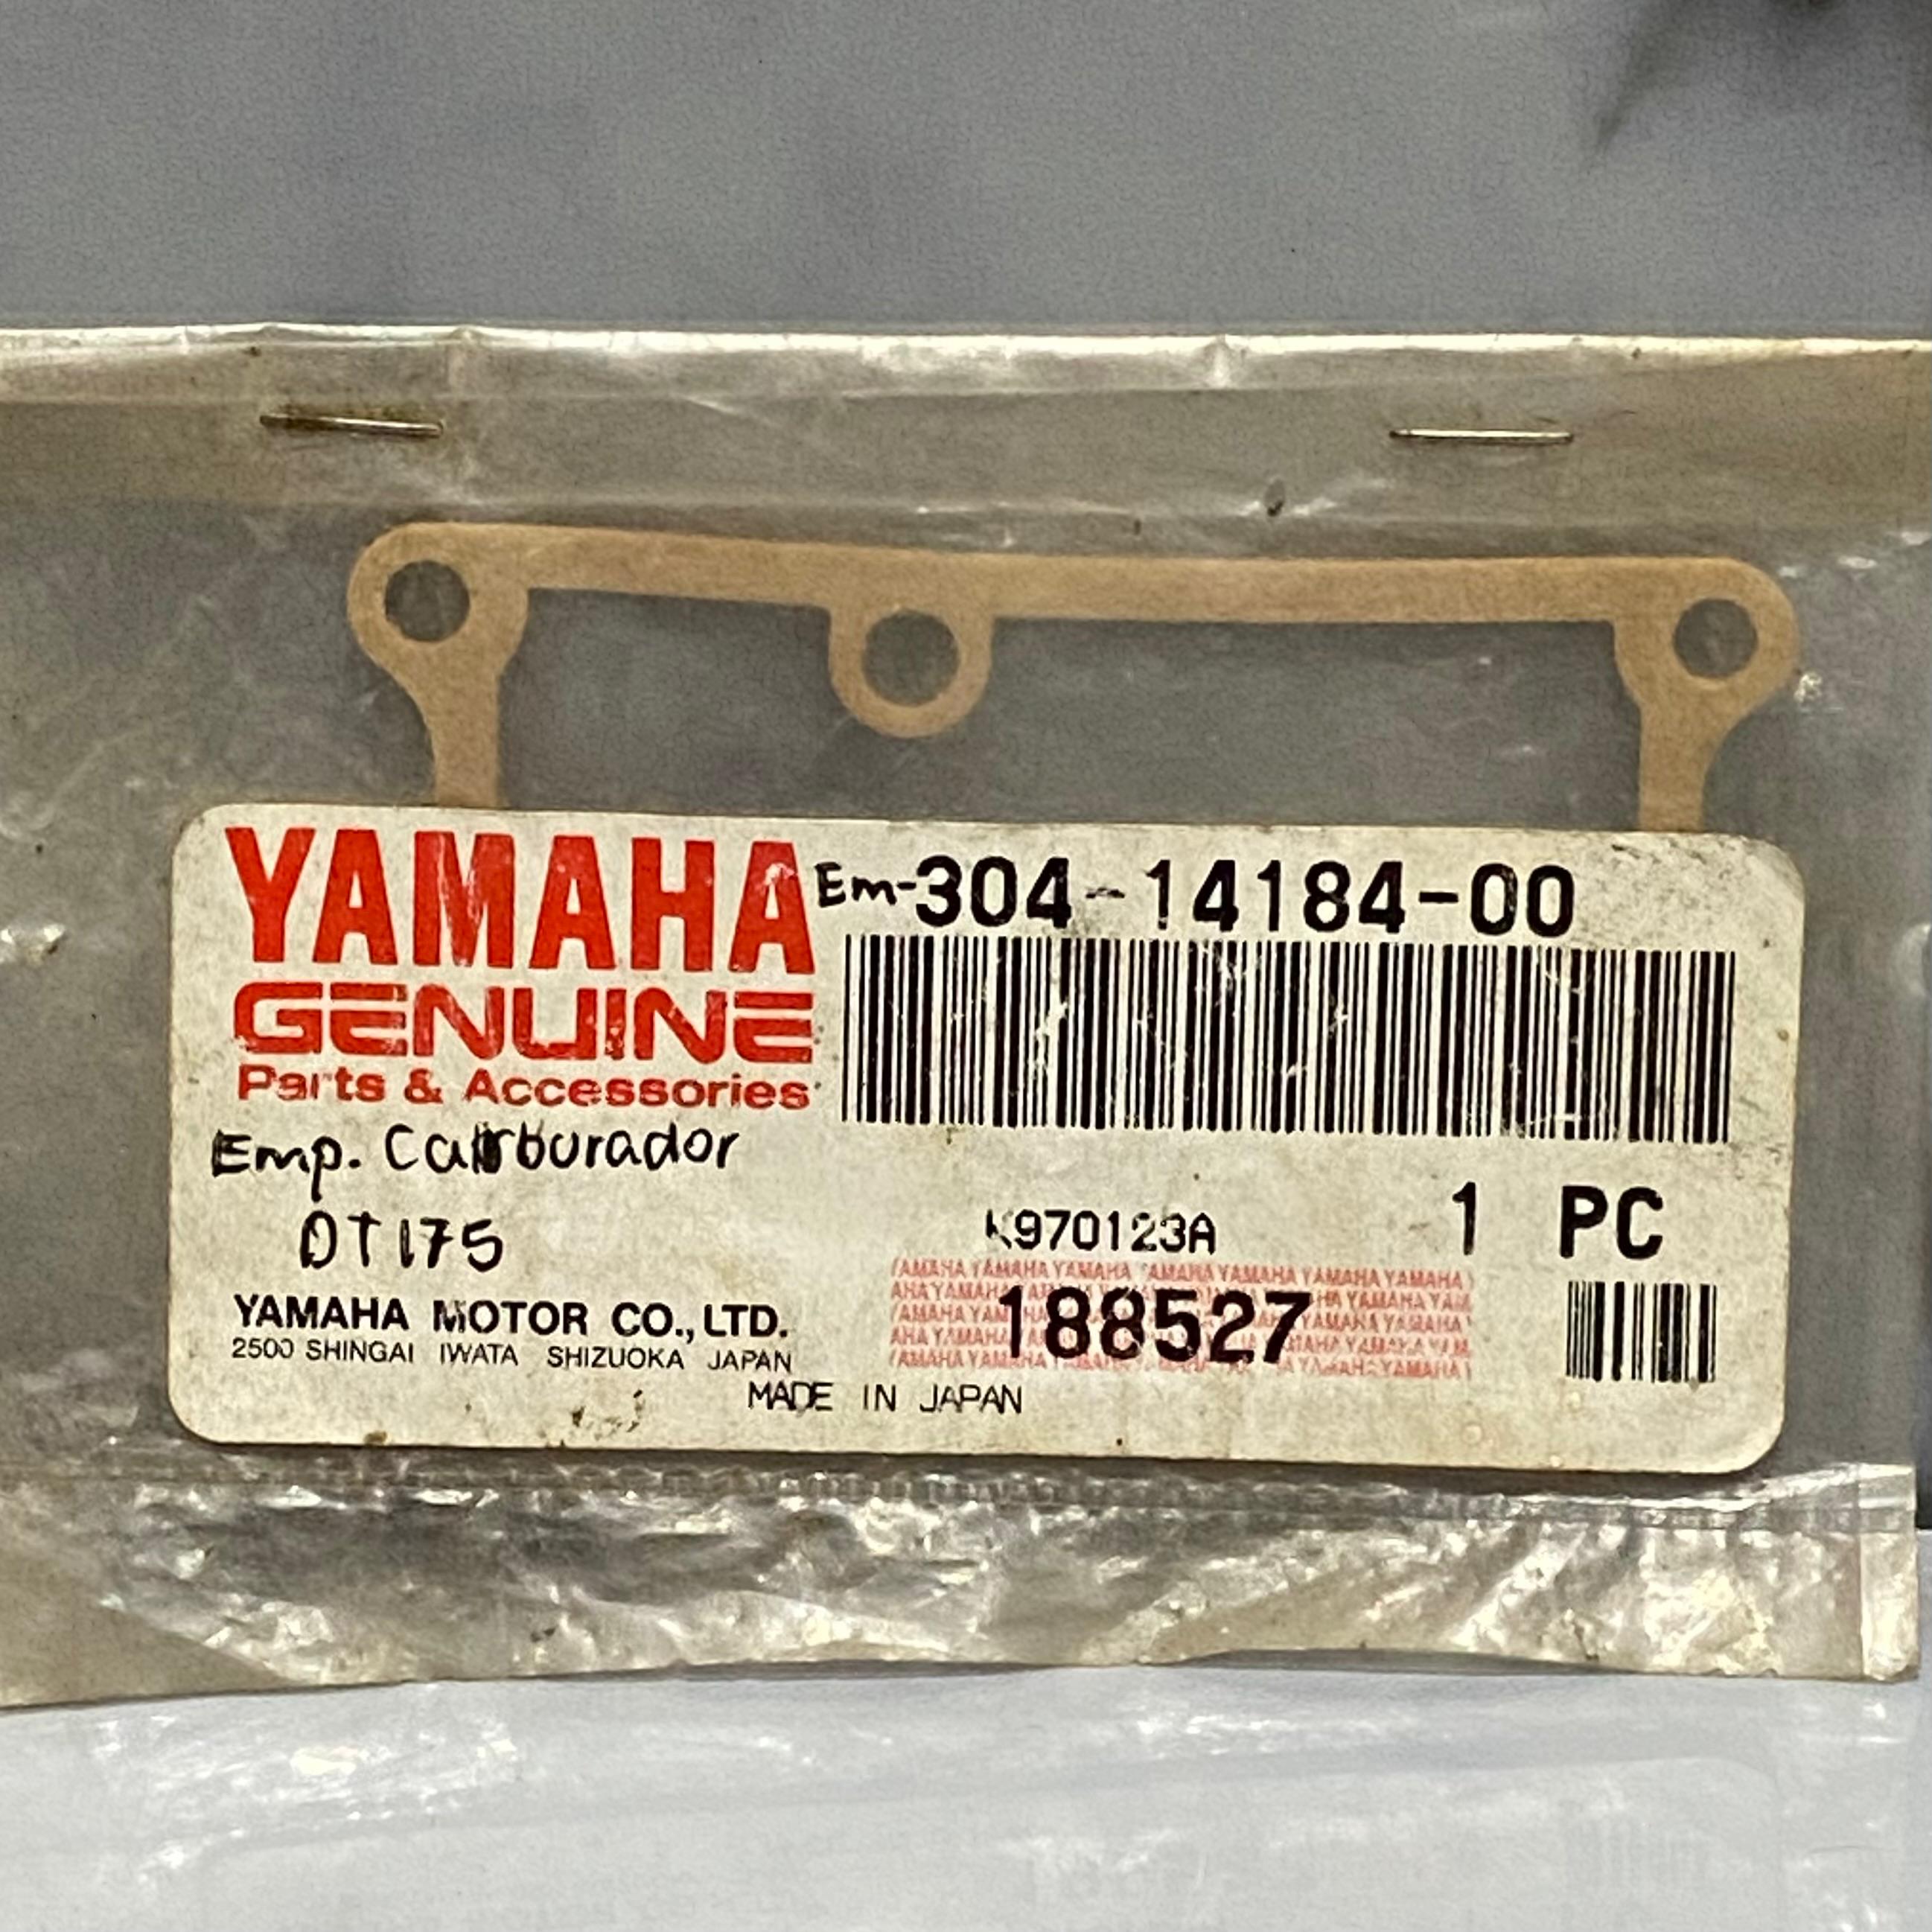 YAMAHA
GENUINE
Parts & Accessories
Em-304-14184-00
Emp. Carburador
DT175
K970123A
1 PC
188527
YAMAHA MOTOR CO., LTD.
2500 SHINGAI IWATA SHIZUOKA JAPAN
MADE IN JAPAN